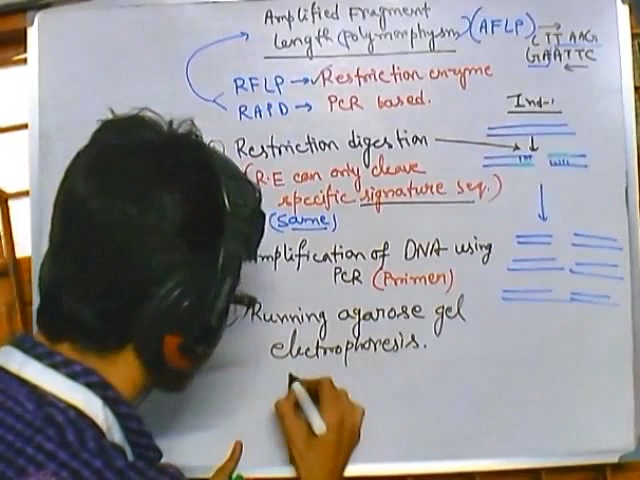 Amplified Fragment
Length (Polymorphysm) (AFLP)
CTTAAG
GAATTC
RFLP → Restriction enzyme
RAPD → PCR based.
Ind-1
Restriction digestion
(R.E can only cleave
specific signature seq.)
(same)
Amplification of DNA using
PCR (Primer)
Running agarose gel
electrophoresis.